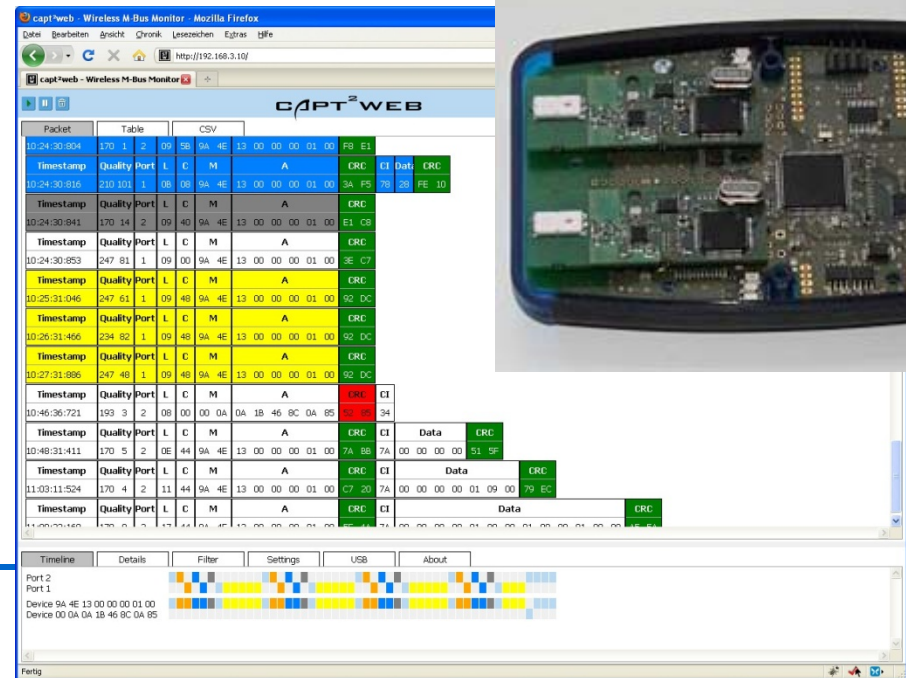 capt²web - Wireless M-Bus Monitor - Mozilla Firefox
Datei Bearbeiten Ansicht Chronik Lesezeichen Extras Hilfe
http://192.168.3.10/
capt²web - Wireless M-Bus Monitor
CAPT²WEB
Packet Table CSV
10:24:30:804 170 1 2 09 5B 9A 4E 13 00 00 00 01 00 F8 E1
Timestamp Quality Port L C M A CRC CI Data CRC
10:24:30:816 210 101 1 0B 08 9A 4E 13 00 00 00 01 00 3A F5 78 28 FE 10
Timestamp Quality Port L C M A CRC
10:24:30:841 170 14 2 09 40 9A 4E 13 00 00 00 01 00 E1 C8
Timestamp Quality Port L C M A CRC
10:24:30:853 247 81 1 09 00 9A 4E 13 00 00 00 01 00 3E C7
Timestamp Quality Port L C M A CRC
10:25:31:046 247 61 1 09 48 9A 4E 13 00 00 00 01 00 92 DC
Timestamp Quality Port L C M A CRC
10:26:31:466 234 82 1 09 48 9A 4E 13 00 00 00 01 00 92 DC
Timestamp Quality Port L C M A CRC
10:27:31:886 247 48 1 09 48 9A 4E 13 00 00 00 01 00 92 DC
Timestamp Quality Port L C M A CRC CI
10:46:36:721 193 3 2 08 00 00 0A 0A 1B 46 8C 0A 85 34
Timestamp Quality Port L C M A CRC CI Data CRC
10:48:31:411 170 5 2 0E 44 9A 4E 13 00 00 00 01 00 7A BB 7A 00 00 00 00 51 5F
Timestamp Quality Port L C M A CRC CI Data CRC
11:03:11:524 170 4 2 11 44 9A 4E 13 00 00 00 01 00 C7 20 7A 00 00 00 00 01 09 00 79 EC
Timestamp Quality Port L C M A CRC CI Data CRC
Timeline Details Filter Settings USB About
Port 2
Port 1
Device 9A 4E 13 00 00 00 01 00
Device 00 0A 0A 1B 46 8C 0A 85
Fertig